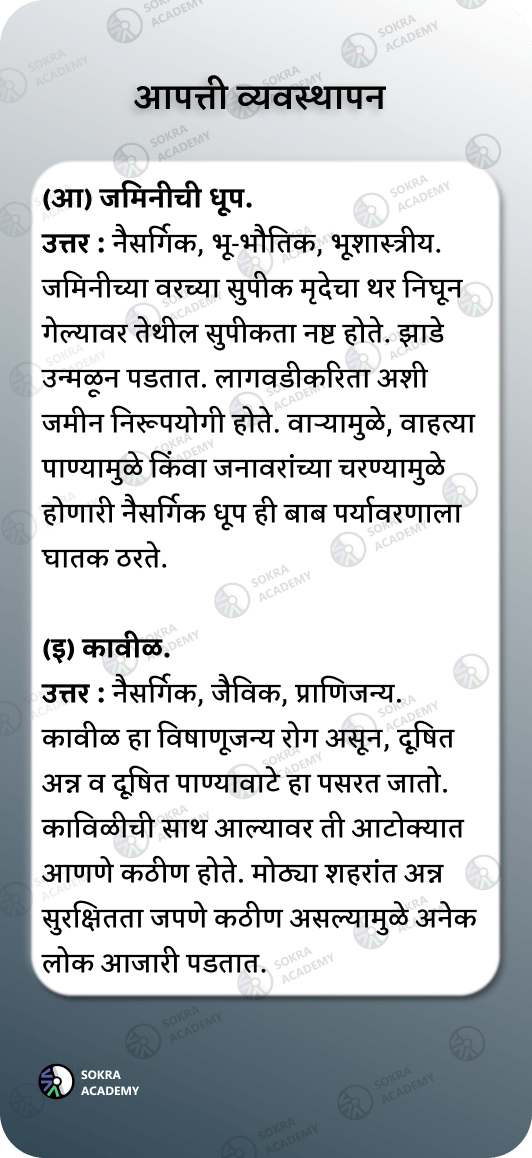 आपत्ती व्यवस्थापन
(आ) जमिनीची धूप.
उत्तर : नैसर्गिक, भू-भौतिक, भूशास्त्रीय.
जमिनीच्या वरच्या सुपीक मृदेचा थर निघून
गेल्यावर तेथील सुपीकता नष्ट होते. झाडे
उन्मळून पडतात. लागवडीकरिता अशी
जमीन निरूपयोगी होते. वाऱ्यामुळे, वाहत्या
पाण्यामुळे किंवा जनावरांच्या चरण्यामुळे
होणारी नैसर्गिक धूप ही बाब पर्यावरणाला
घातक ठरते.
(इ) कावीळ.
उत्तर : नैसर्गिक, जैविक, प्राणिजन्य.
कावीळ हा विषाणूजन्य रोग असून, दूषित
अन्न व दूषित पाण्यावाटे हा पसरत जातो.
काविळीची साथ आल्यावर ती आटोक्यात
आणणे कठीण होते. मोठ्या शहरांत अन्न
सुरक्षितता जपणे कठीण असल्यामुळे अनेक
लोक आजारी पडतात.
SOKRA
ACADEMY